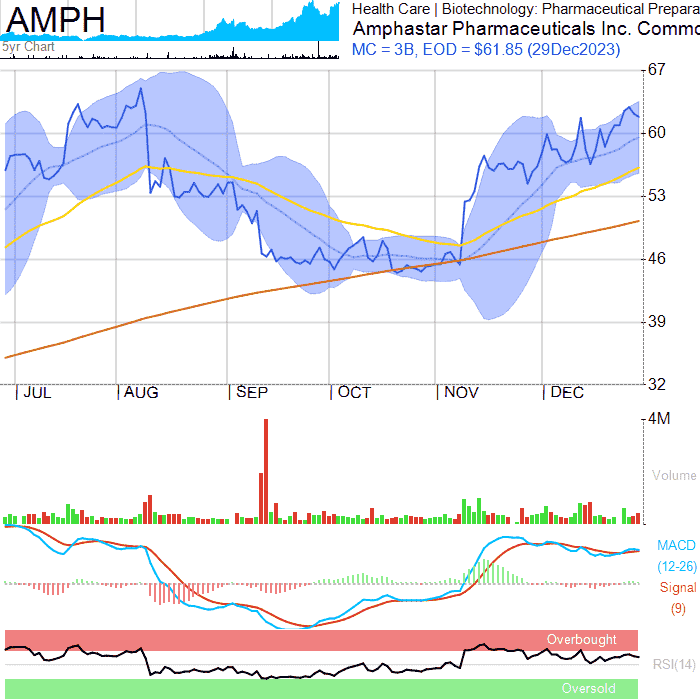 AMPH
5yr Chart
Health Care | Biotechnology: Pharmaceutical Prepara
Amphastar Pharmaceuticals Inc. Commo
MC = 3B, EOD = $61.85 (29Dec2023)
67
60
53
46
39
32
JUL
AUG
SEP
OCT
NOV
DEC
4M
Volume
MACD
(12-26)
Signal
(9)
Overbought
RSI(14)
Oversold